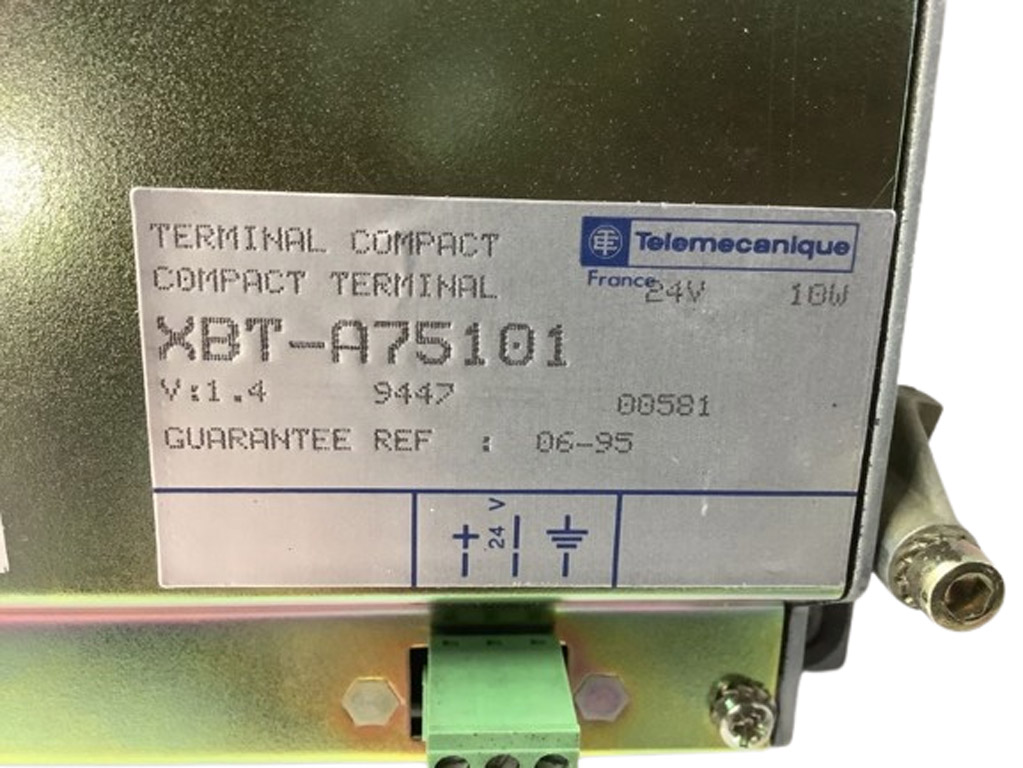 TERMINAL COMPACT
Telemecanique
COMPACT TERMINAL
France
24V 10W
XBT-A75101
V:1.4 9447 00581
GUARANTEE REF : 06-95
+ 24 V -